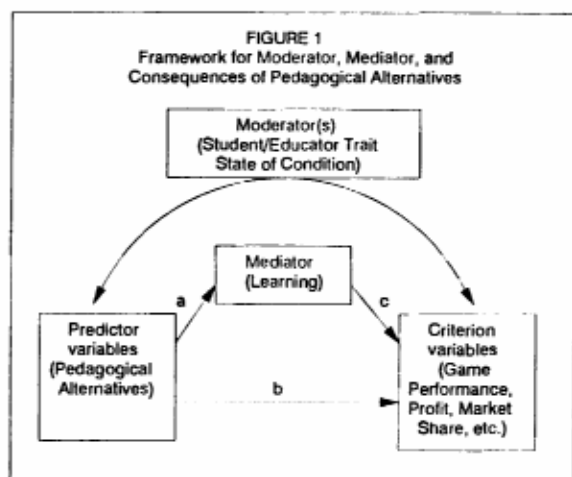 FIGURE 1
Framework for Moderator, Mediator, and
Consequences of Pedagogical Alternatives
Moderator(s)
(Student/Educator Trait
State of Condition)
Mediator
(Learning)
a
c
Predictor
variables
(Pedagogical
Alternatives)
b
Criterion
variables
(Game
Performance,
Profit, Market
Share, etc.)